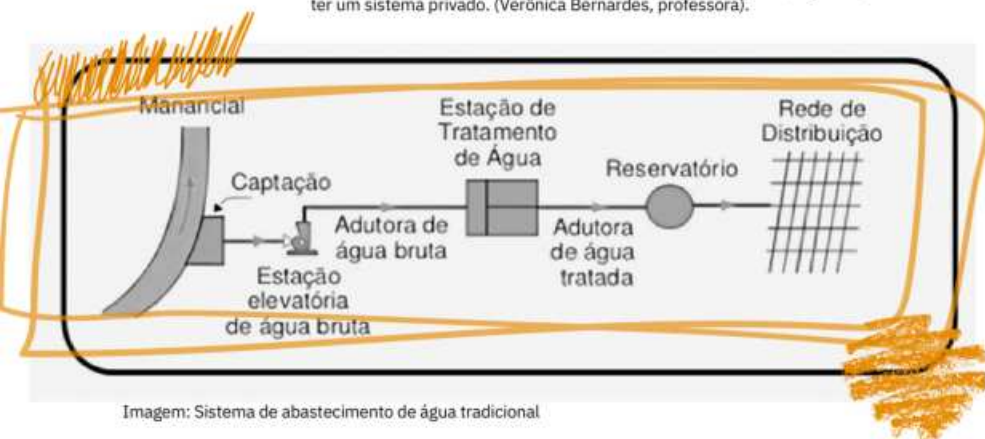 ter um sistema privado. (Verônica Bernardes, professora).
Manancial
Captação
Estação
elevatória
de água bruta
Adutora de
água bruta
Estação de
Tratamento
de Água
Adutora
de água
tratada
Reservatório
Rede de
Distribuição
Imagem: Sistema de abastecimento de água tradicional